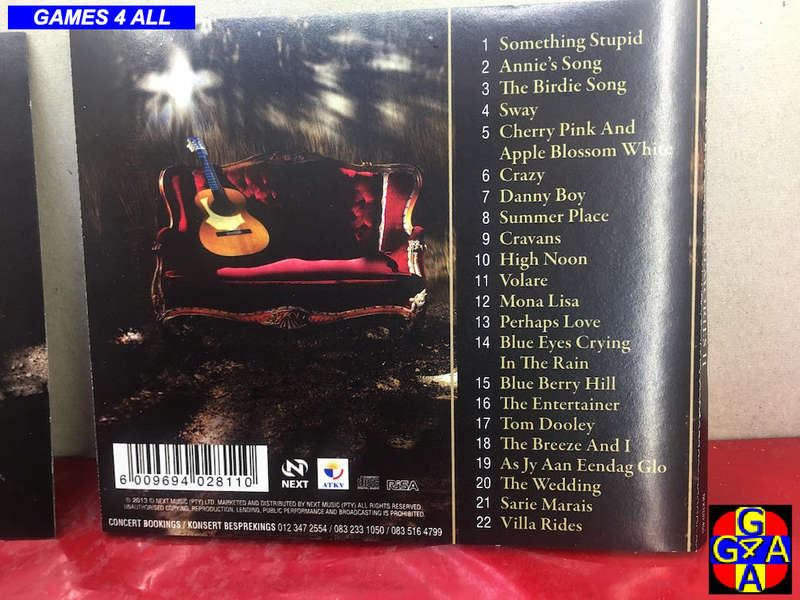 GAMES 4 ALL
1 Something Stupid
2 Annie's Song
3 The Birdie Song
4 Sway
5 Cherry Pink And
Apple Blossom White
6 Crazy
7 Danny Boy
8 Summer Place
9 Cravans
10 High Noon
11 Volare
12 Mona Lisa
13 Perhaps Love
14 Blue Eyes Crying
In The Rain
15 Blue Berry Hill
16 The Entertainer
17 Tom Dooley
18 The Breeze And I
19 As Jy Aan Eendag Glo
20 The Wedding
21 Sarie Marais
22 Villa Rides
6 009694 028110
NEXT
ATKV
RiSA
℗ 2013 © NEXT MUSIC (PTY) LTD. MARKETED AND DISTRIBUTED BY NEXT MUSIC (PTY) ALL RIGHTS RESERVED.
UNAUTHORISED COPYING, REPRODUCTION, LENDING, PUBLIC PERFORMANCE AND BROADCASTING IS PROHIBITED.
CONCERT BOOKINGS / KONSERT BESPREKINGS 012 347 2554 / 083 233 1050 / 083 516 4799
G
G4A
A